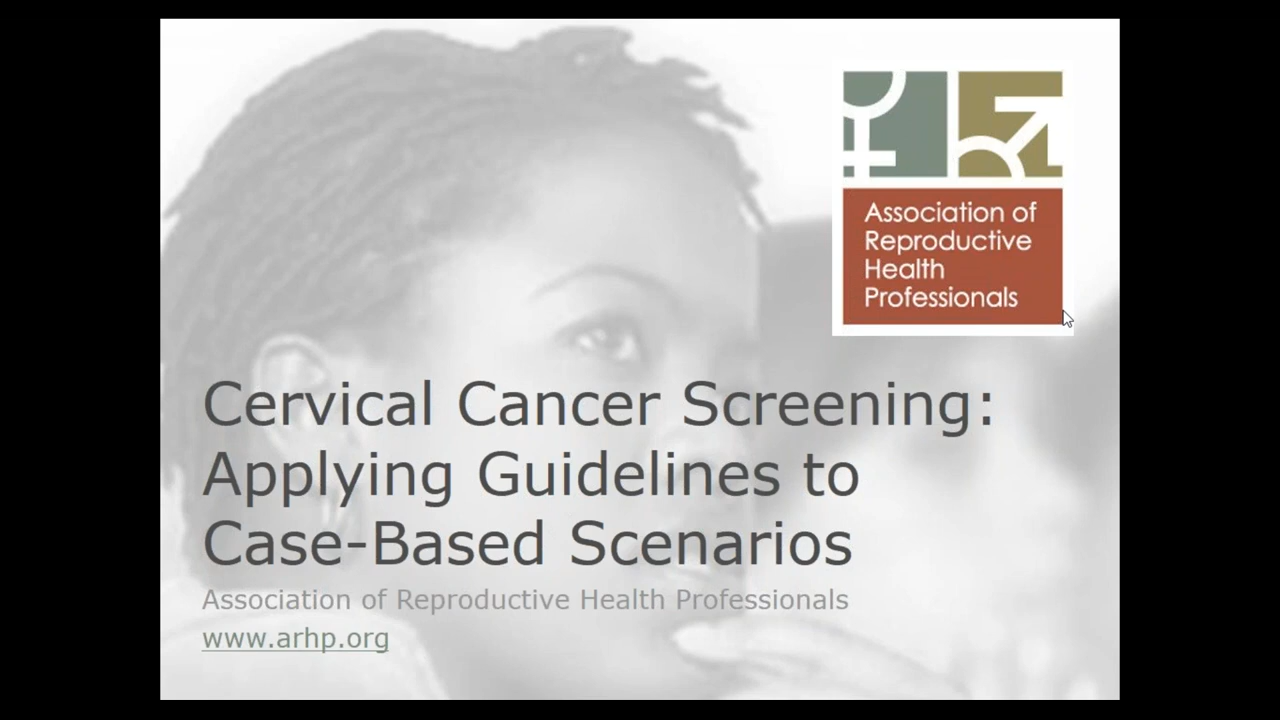 Association of
Reproductive
Health
Professionals
Cervical Cancer Screening:
Applying Guidelines to
Case-Based Scenarios
Association of Reproductive Health Professionals
www.arhp.org